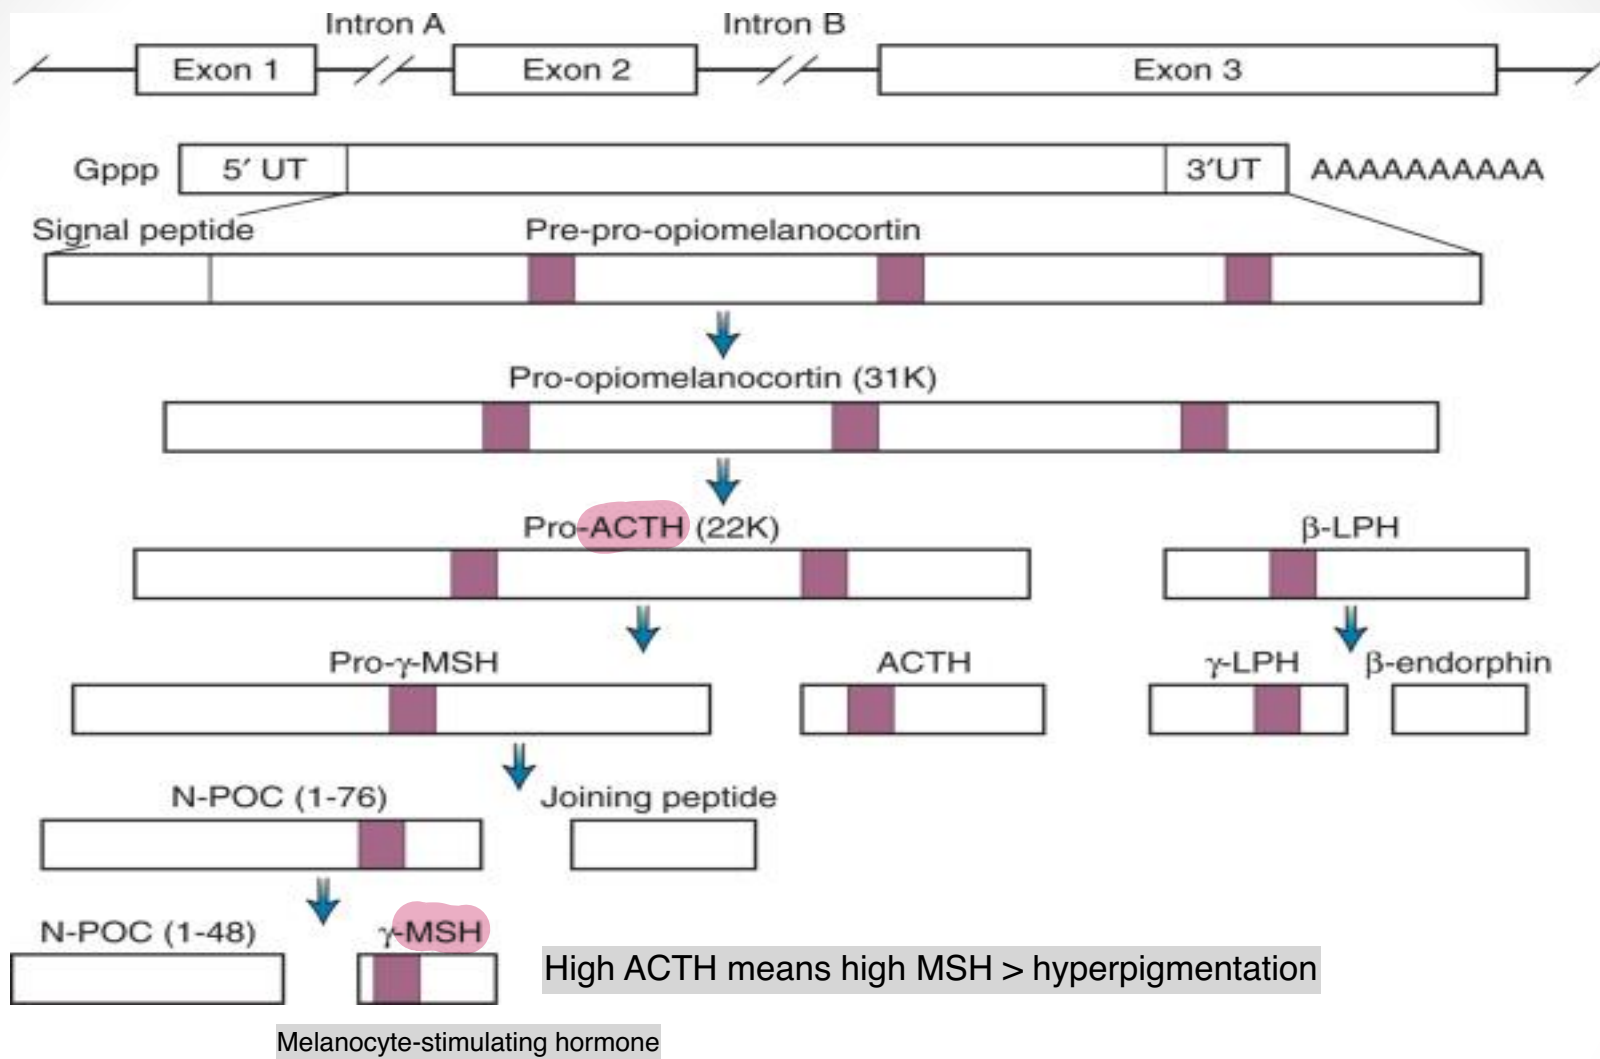 Intron A
Intron B
Exon 1
Exon 2
Exon 3
Gppp
5′ UT
3′UT
AAAAAAAAAA
Signal peptide
Pre-pro-opiomelanocortin
Pro-opiomelanocortin (31K)
Pro-ACTH (22K)
β-LPH
Pro-γ-MSH
ACTH
γ-LPH
β-endorphin
N-POC (1-76)
Joining peptide
N-POC (1-48)
γ-MSH
High ACTH means high MSH > hyperpigmentation
Melanocyte-stimulating hormone